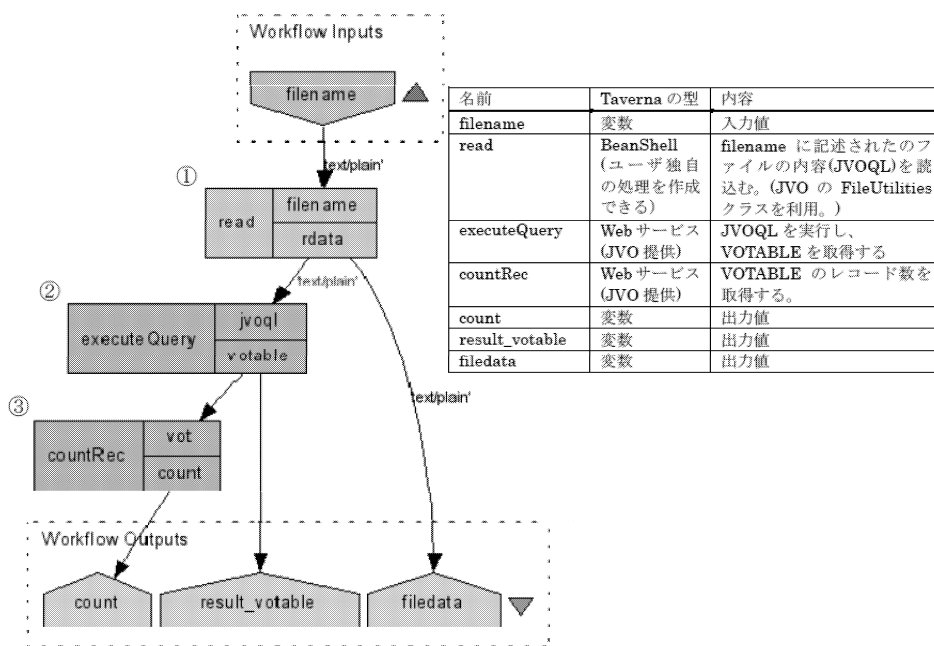 Workflow Inputs
filename
'text/plain'
①
read
filename
rdata
'text/plain'
②
executeQuery
jvoql
votable
'text/plain'
③
countRec
vot
count
Workflow Outputs
count
result_votable
filedata
名前 Taverna の型 内容
filename 変数 入力値
read BeanShell filename に記述されたのフ
(ユーザ独自 ァイルの内容(JVOQL)を読
の処理を作成 込む。(JVO の FileUtilities
できる) クラスを利用。)
executeQuery Web サービス JVOQL を実行し、
(JVO 提供) VOTABLE を取得する
countRec Web サービス VOTABLE のレコード数を
(JVO 提供) 取得する。
count 変数 出力値
result_votable 変数 出力値
filedata 変数 出力値